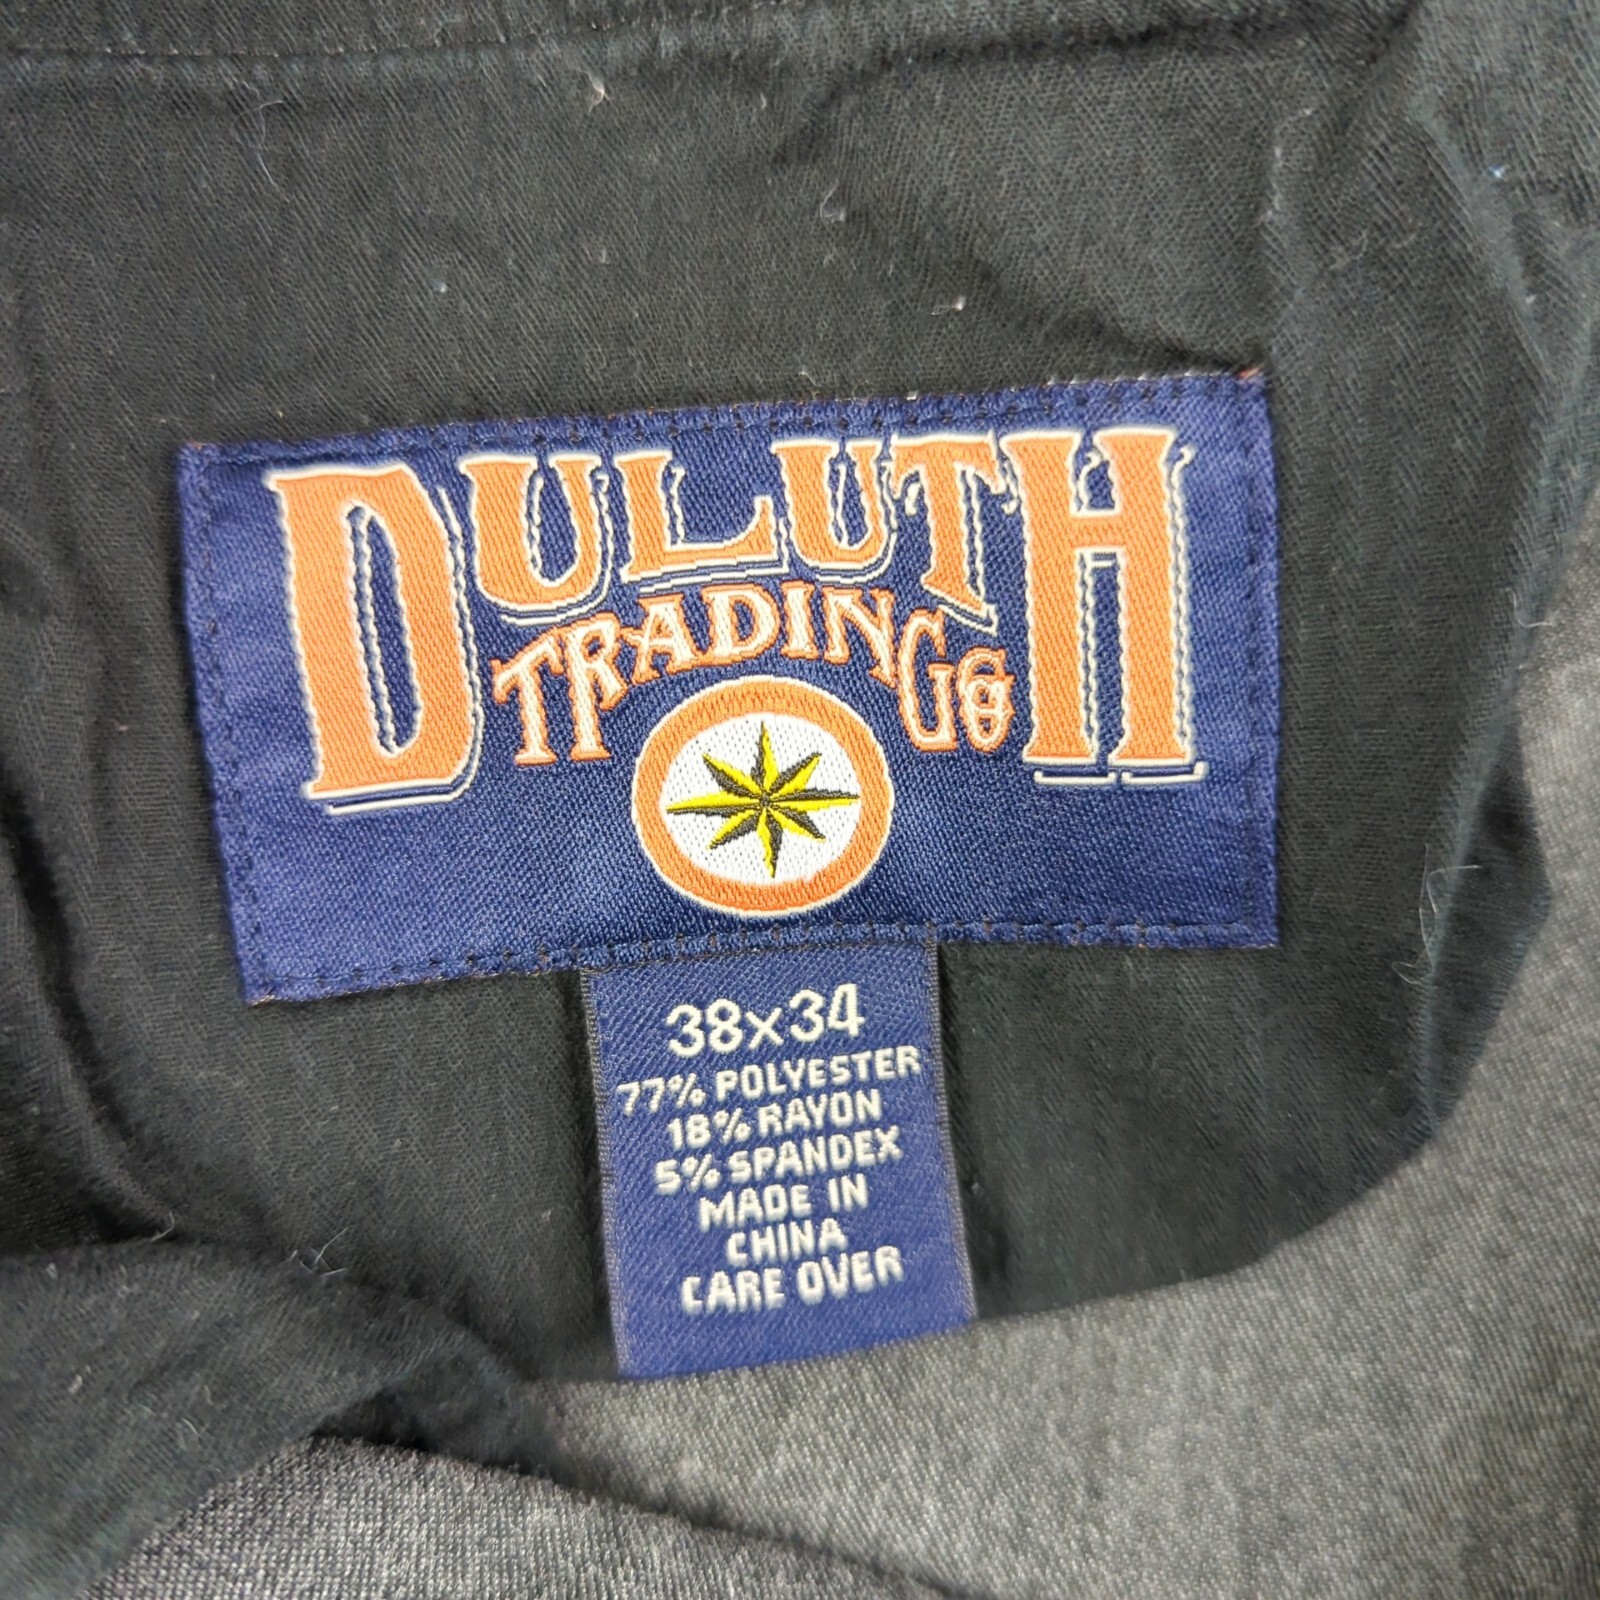 DULUTH
TRADING Co
38x34
77% POLYESTER
18% RAYON
5% SPANDEX
MADE IN
CHINA
CARE OVER